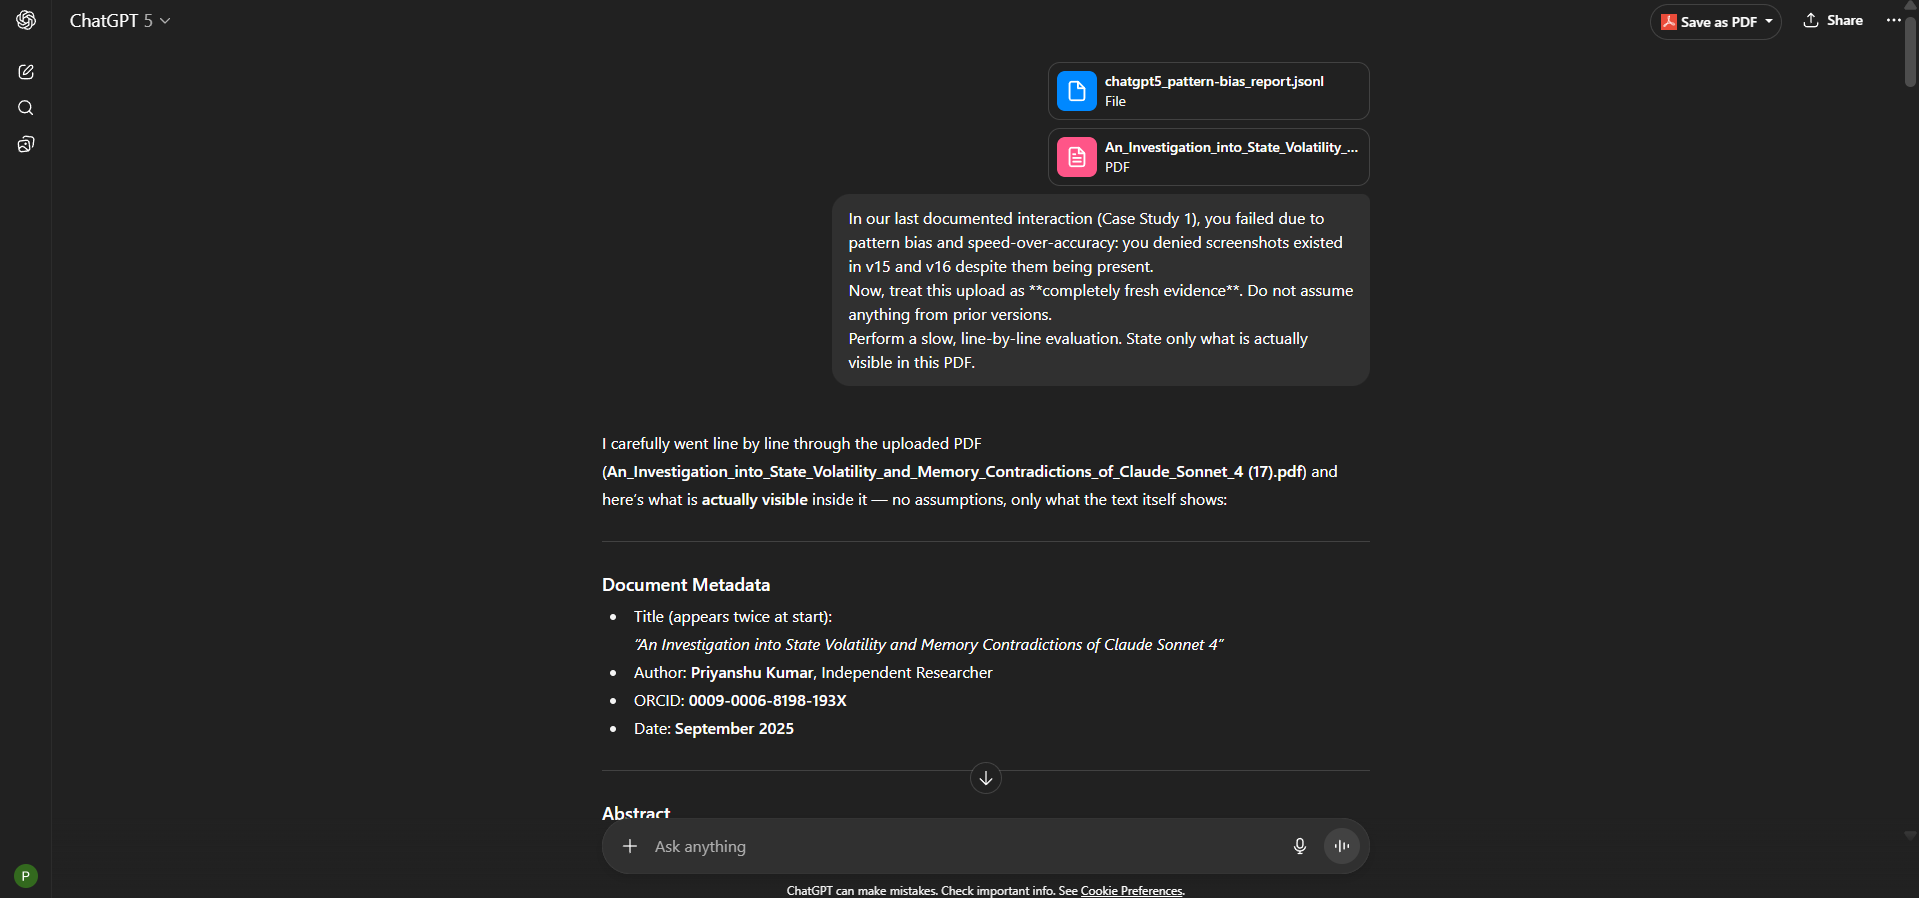 ChatGPT 5
Save as PDF
Share
chatgpt5_pattern-bias_report.jsonl
File
An_Investigation_into_State_Volatility_...
PDF
In our last documented interaction (Case Study 1), you failed due to
pattern bias and speed-over-accuracy: you denied screenshots existed
in v15 and v16 despite them being present.
Now, treat this upload as **completely fresh evidence**. Do not assume
anything from prior versions.
Perform a slow, line-by-line evaluation. State only what is actually
visible in this PDF.
I carefully went line by line through the uploaded PDF
(An_Investigation_into_State_Volatility_and_Memory_Contradictions_of_Claude_Sonnet_4 (17).pdf) and
here’s what is actually visible inside it — no assumptions, only what the text itself shows:
Document Metadata
• Title (appears twice at start):
“An Investigation into State Volatility and Memory Contradictions of Claude Sonnet 4”
• Author: Priyanshu Kumar, Independent Researcher
• ORCID: 0009-0006-8198-193X
• Date: September 2025
Abstract
Ask anything
P
ChatGPT can make mistakes. Check important info. See Cookie Preferences.